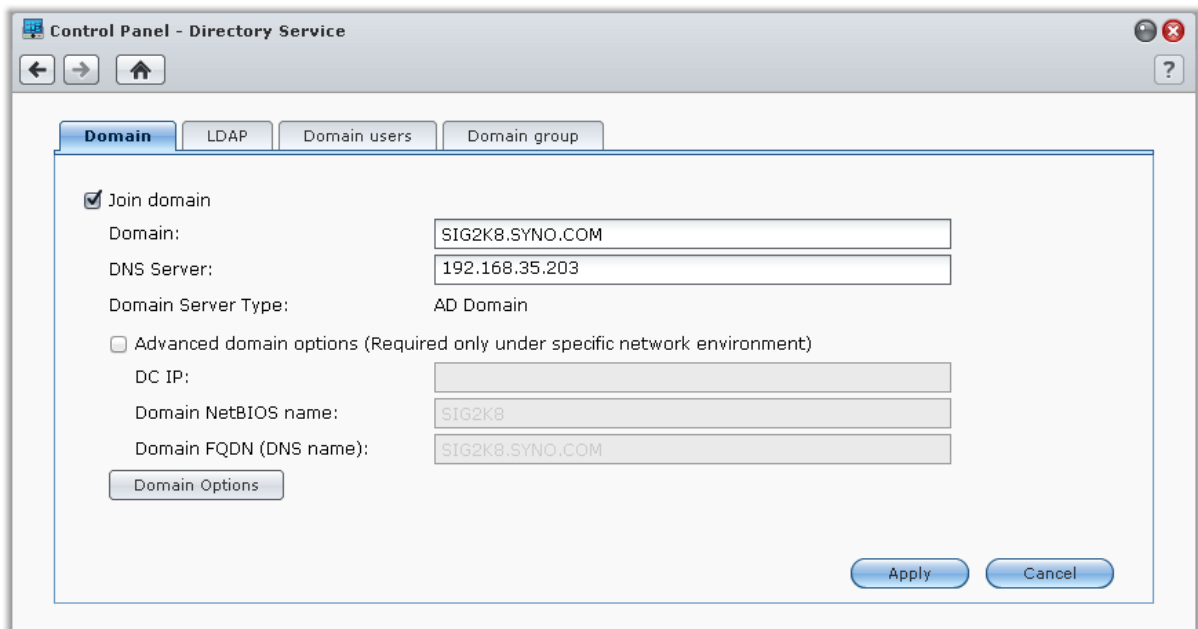 Control Panel - Directory Service
?
Domain LDAP Domain users Domain group
Join domain
Domain: SIG2K8.SYNO.COM
DNS Server: 192.168.35.203
Domain Server Type: AD Domain
Advanced domain options (Required only under specific network environment)
DC IP:
Domain NetBIOS name: SIG2K8
Domain FQDN (DNS name): SIG2K8.SYNO.COM
Domain Options
Apply Cancel